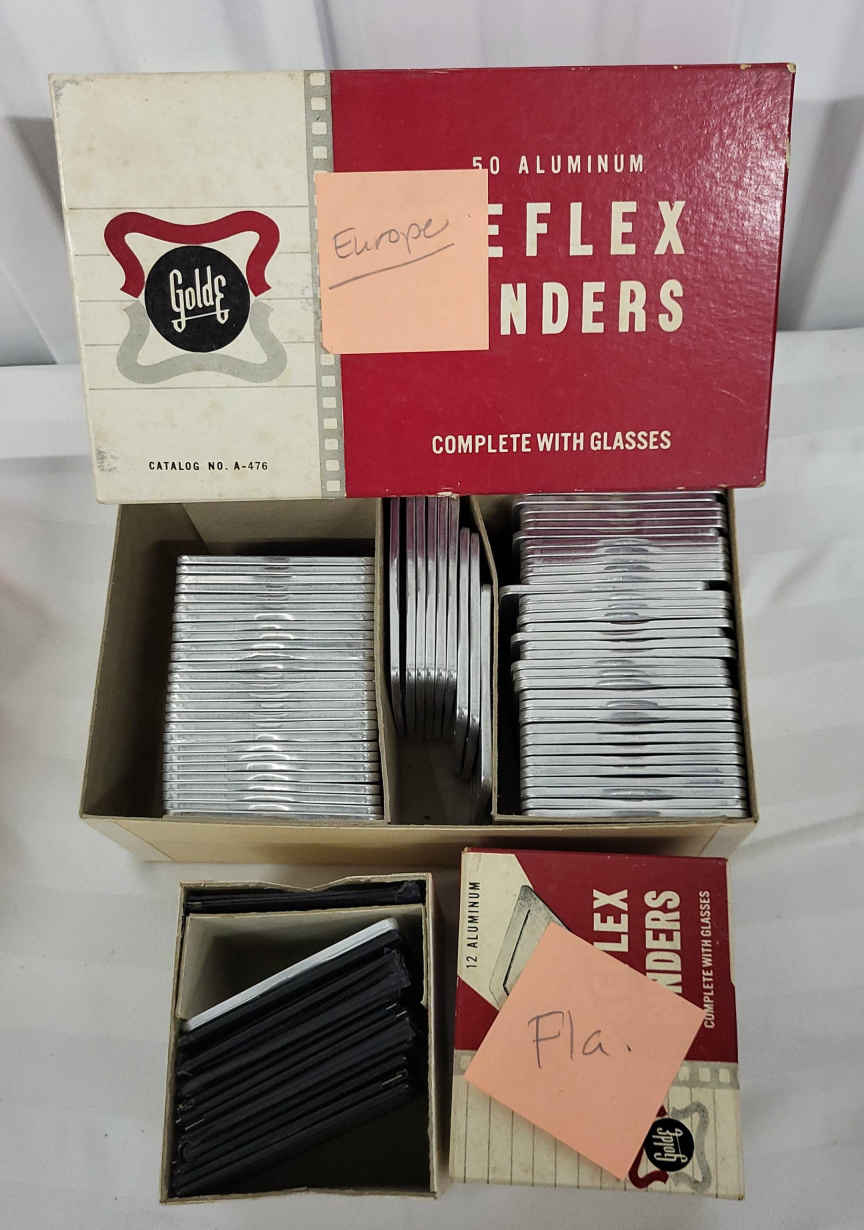 50 ALUMINUM
EFLEX
NDERS
Europe
GoldE
COMPLETE WITH GLASSES
CATALOG NO. A-476
12 ALUMINUM
LEX
NDERS
COMPLETE WITH GLASSES
Fla.
GoldE